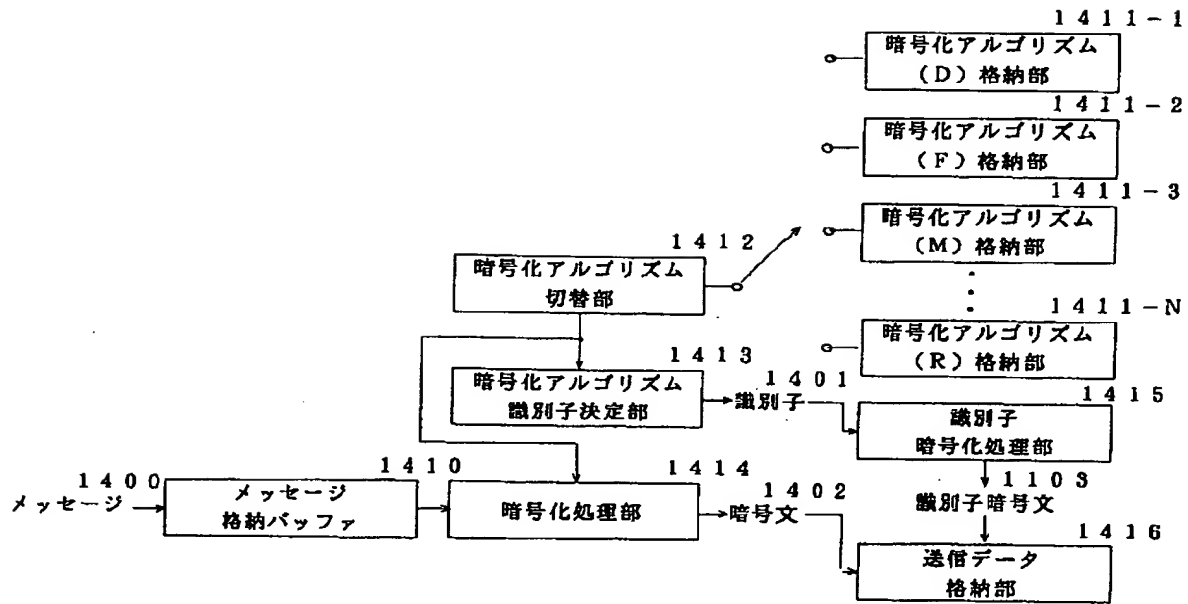 1411-1
暗号化アルゴリズム
(D)格納部
1411-2
暗号化アルゴリズム
(F)格納部
1411-3
暗号化アルゴリズム
(M)格納部
1411-N
暗号化アルゴリズム
(R)格納部
1412
暗号化アルゴリズム
切替部
1413
暗号化アルゴリズム
識別子決定部
1401
識別子
1415
識別子
暗号化処理部
1103
識別子暗号文
1400
メッセージ
1410
メッセージ
格納バッファ
1414
暗号化処理部
1402
暗号文
1416
送信データ
格納部